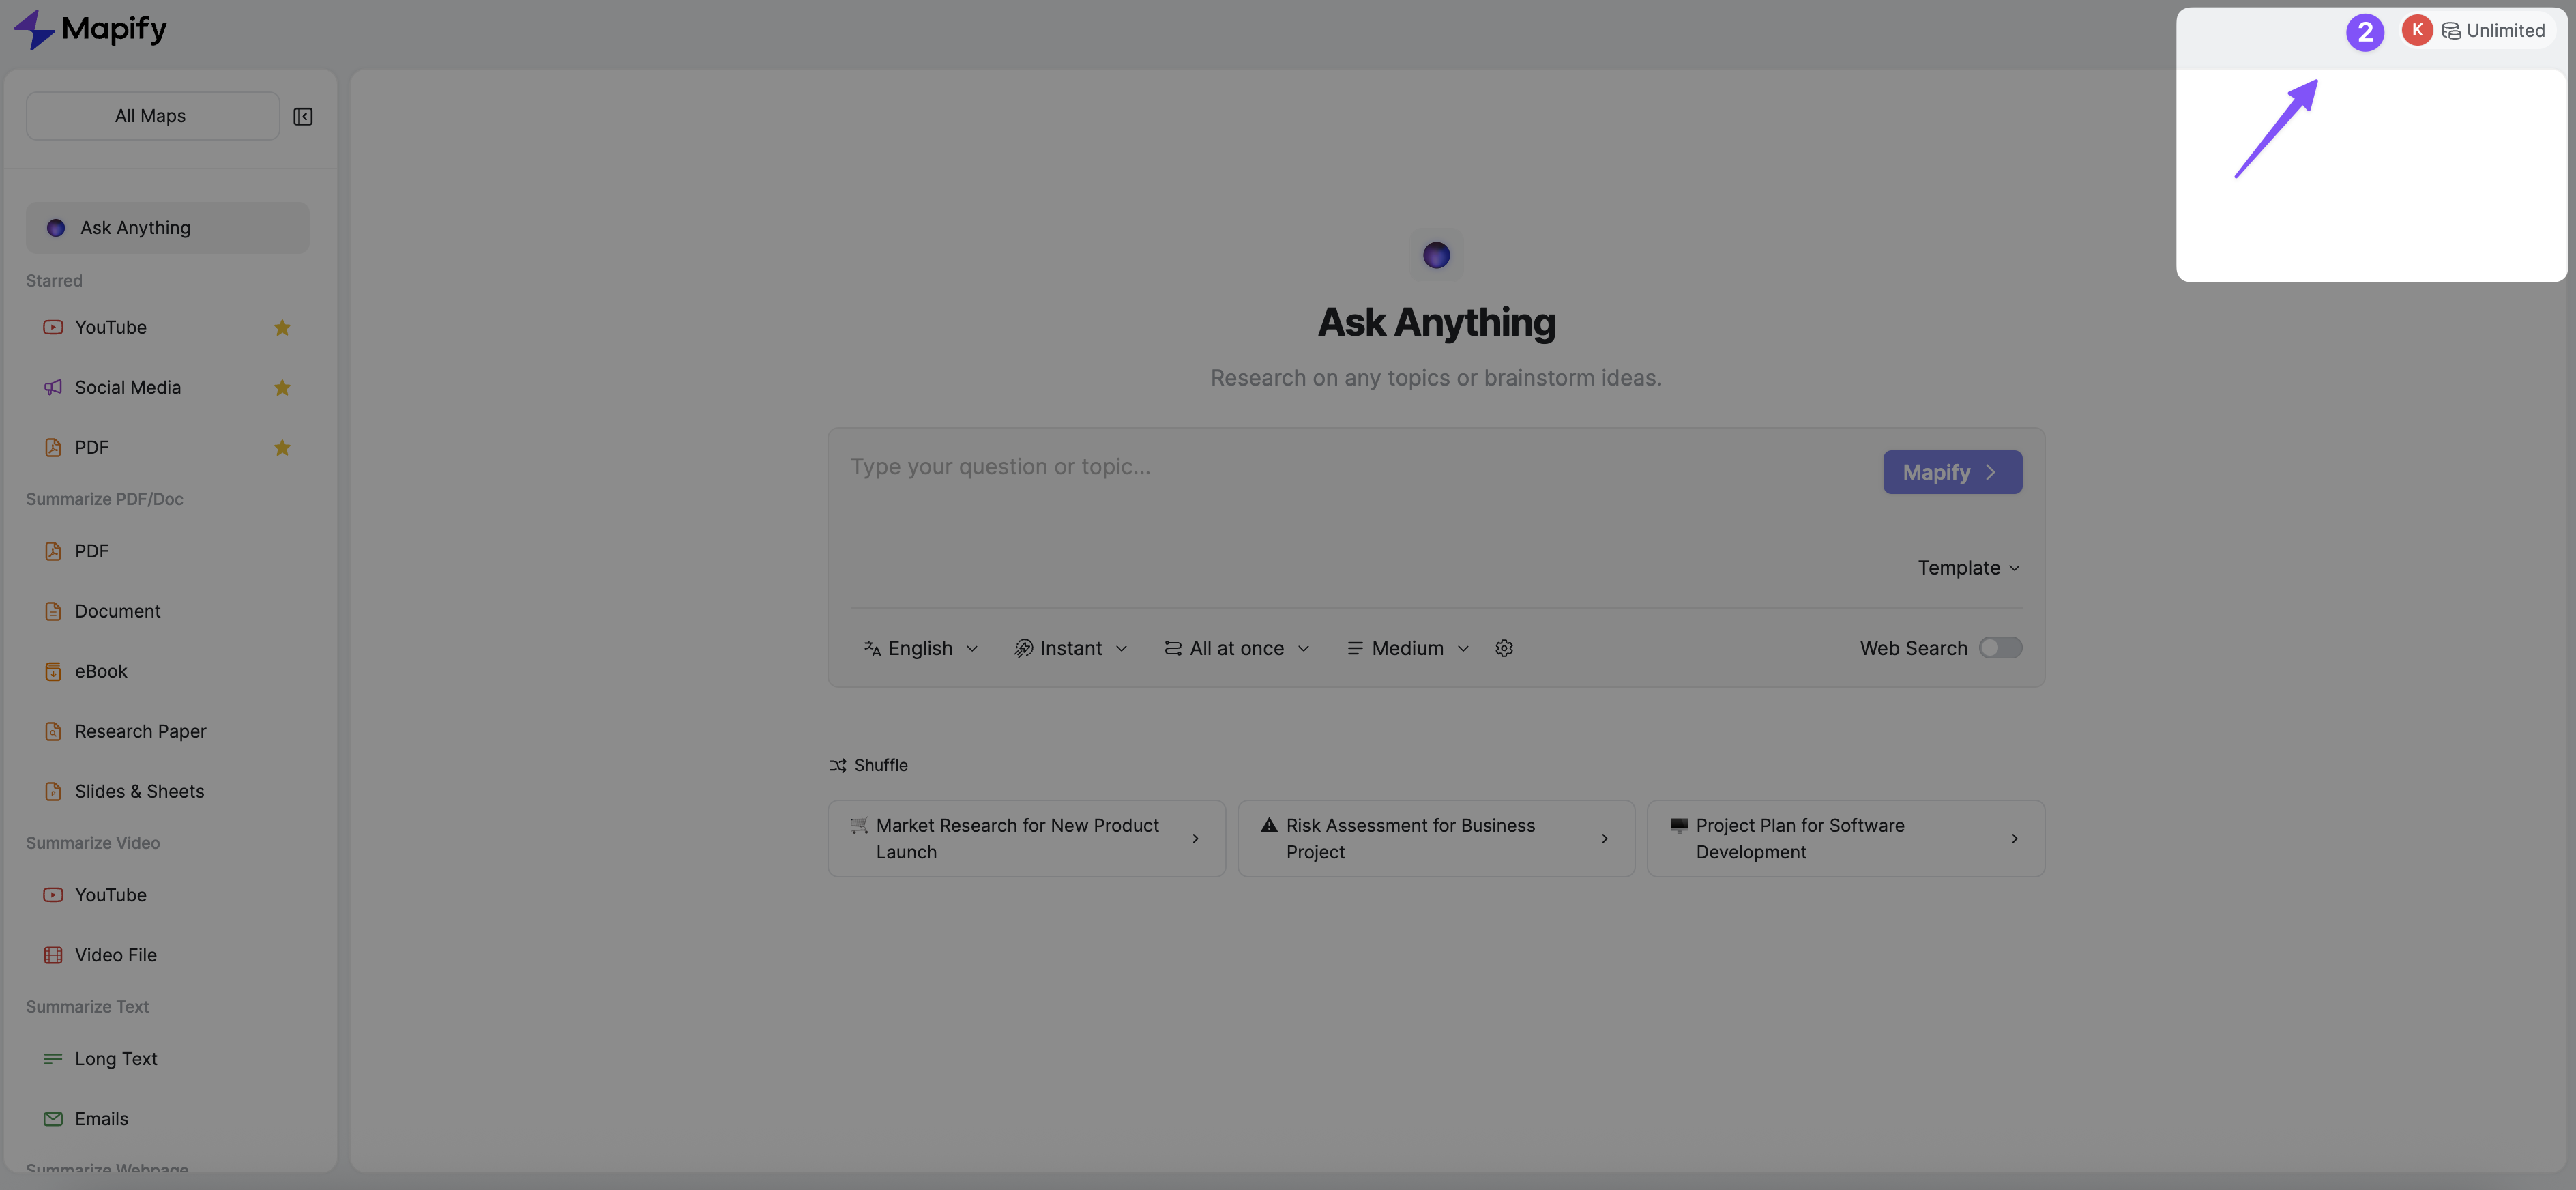 Mapify
2
K
Unlimited
All Maps
Ask Anything
Starred
YouTube
Social Media
PDF
Summarize PDF/Doc
PDF
Document
eBook
Research Paper
Slides & Sheets
Summarize Video
YouTube
Video File
Summarize Text
Long Text
Emails
Summarize Webpage
Ask Anything
Research on any topics or brainstorm ideas.
Type your question or topic...
Mapify
Template
English
Instant
All at once
Medium
Web Search
Shuffle
Market Research for New Product
Launch
Risk Assessment for Business
Project
Project Plan for Software
Development